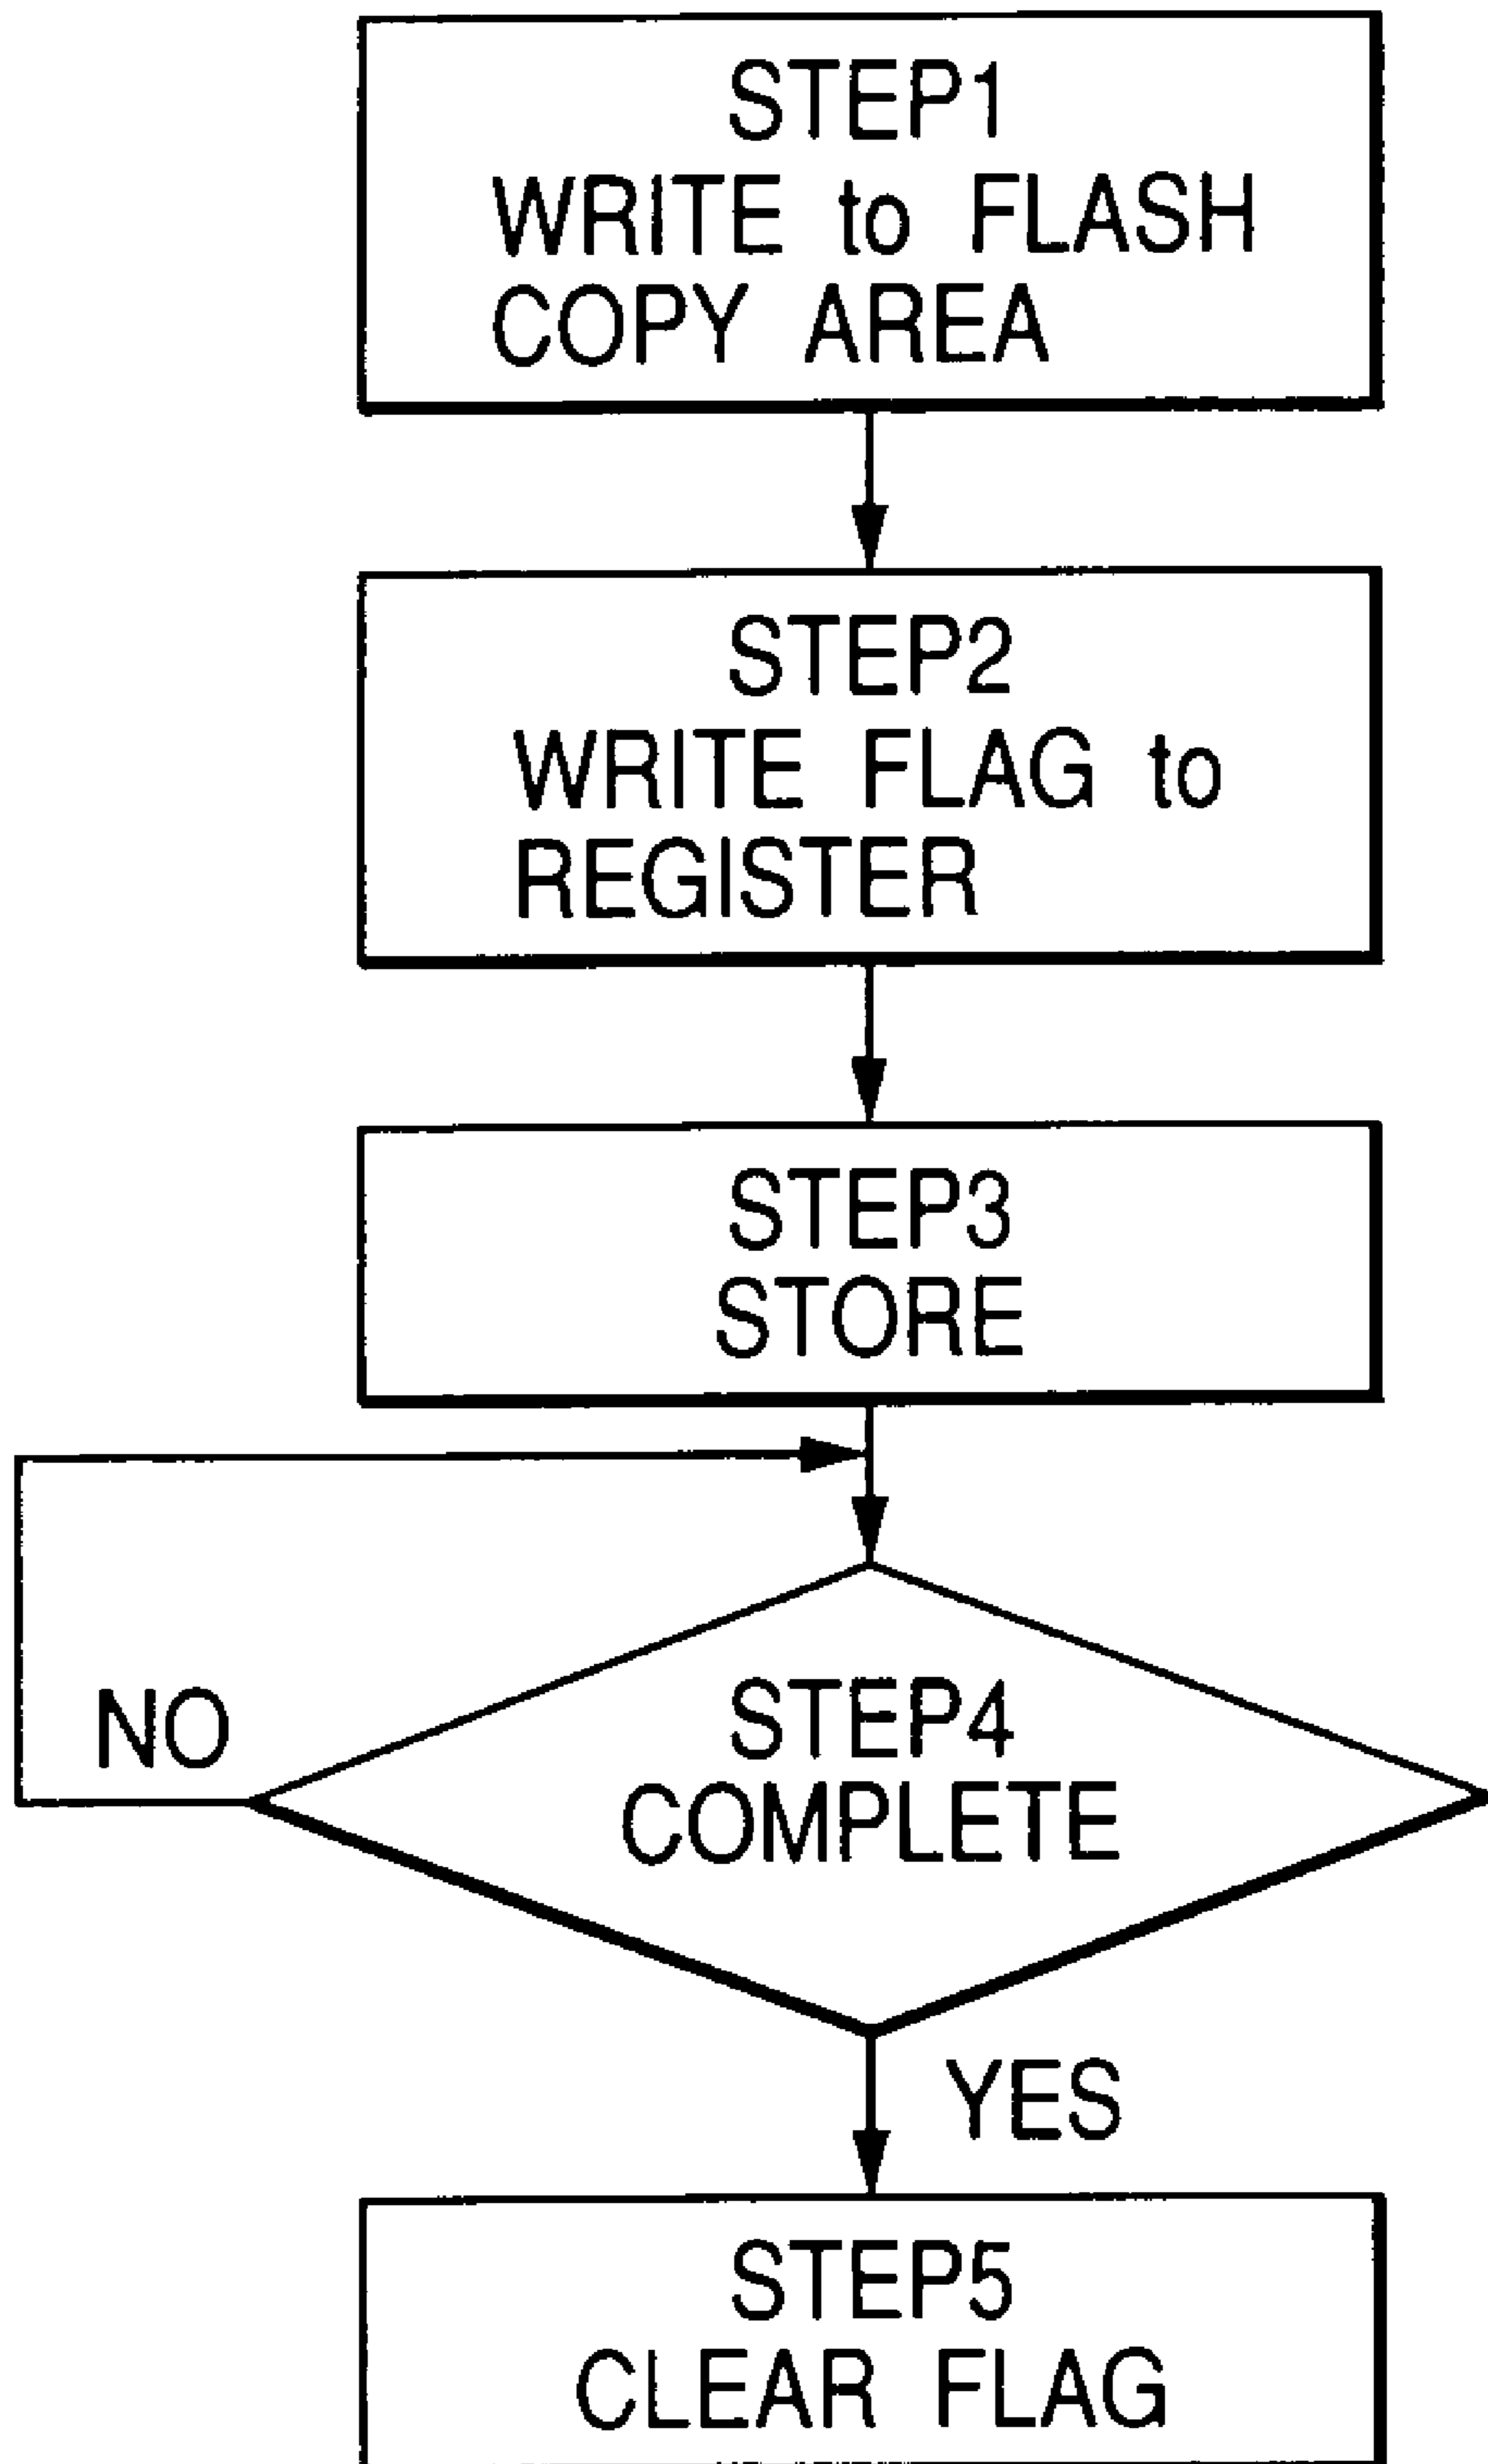 STEP1
WRITE to FLASH
COPY AREA
STEP2
WRITE FLAG to
REGISTER
STEP3
STORE
NO
STEP4
COMPLETE
YES
STEP5
CLEAR FLAG